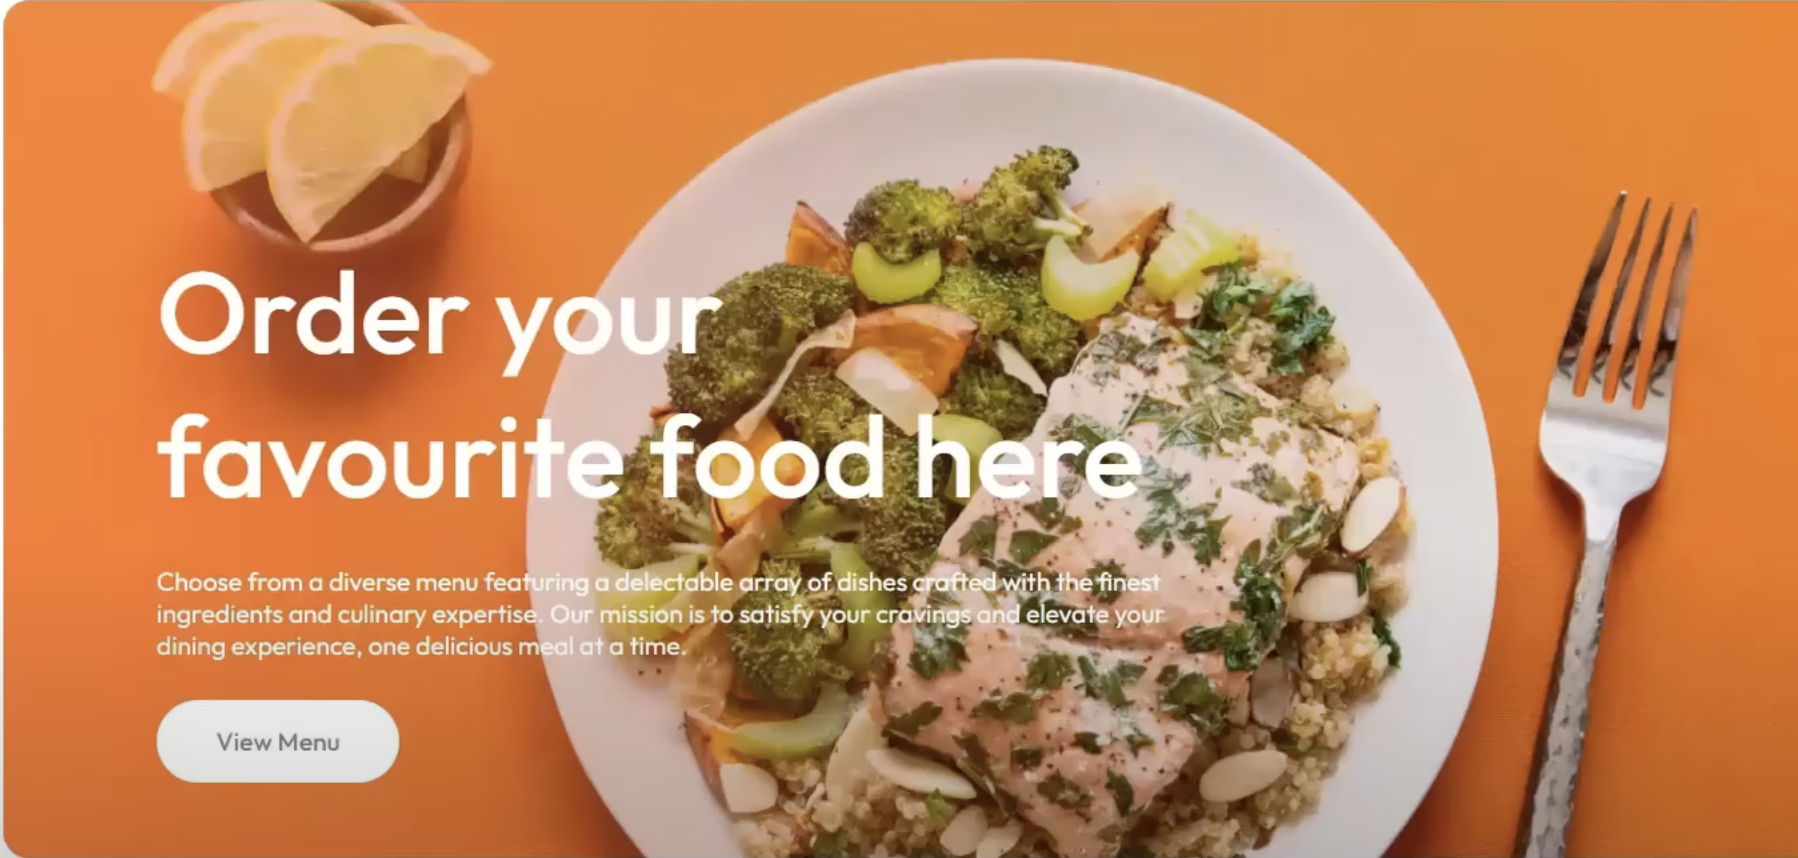 Order your
favourite food here
Choose from a diverse menu featuring a delectable array of dishes crafted with the finest
ingredients and culinary expertise. Our mission is to satisfy your cravings and elevate your
dining experience, one delicious meal at a time.
View Menu